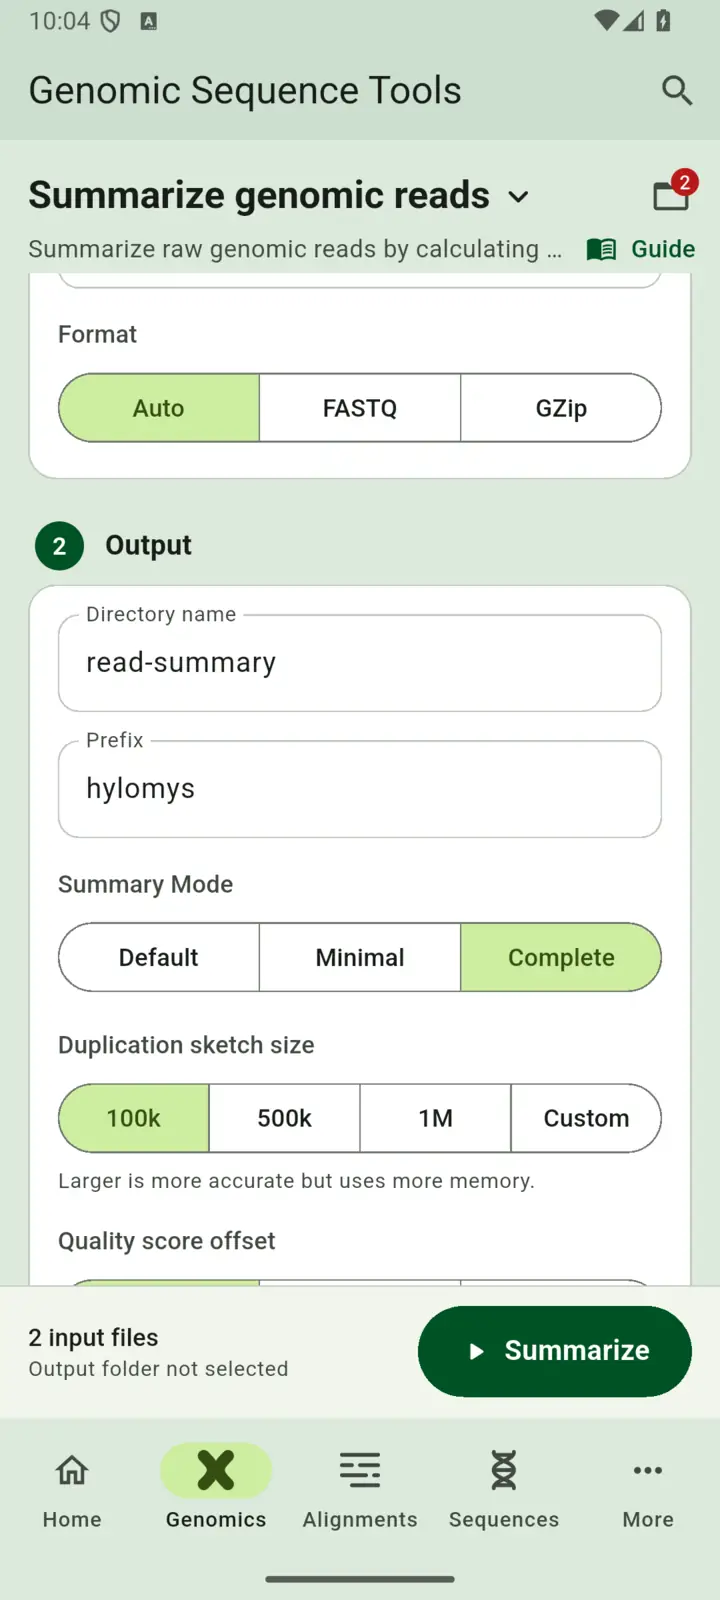 10:04
Genomic Sequence Tools
Summarize genomic reads
2
Summarize raw genomic reads by calculating ...
Guide
Format
Auto
FASTQ
GZip
2
Output
Directory name
read-summary
Prefix
hylomys
Summary Mode
Default
Minimal
Complete
Duplication sketch size
100k
500k
1M
Custom
Larger is more accurate but uses more memory.
Quality score offset
2 input files
Output folder not selected
Summarize
Home
Genomics
Alignments
Sequences
More